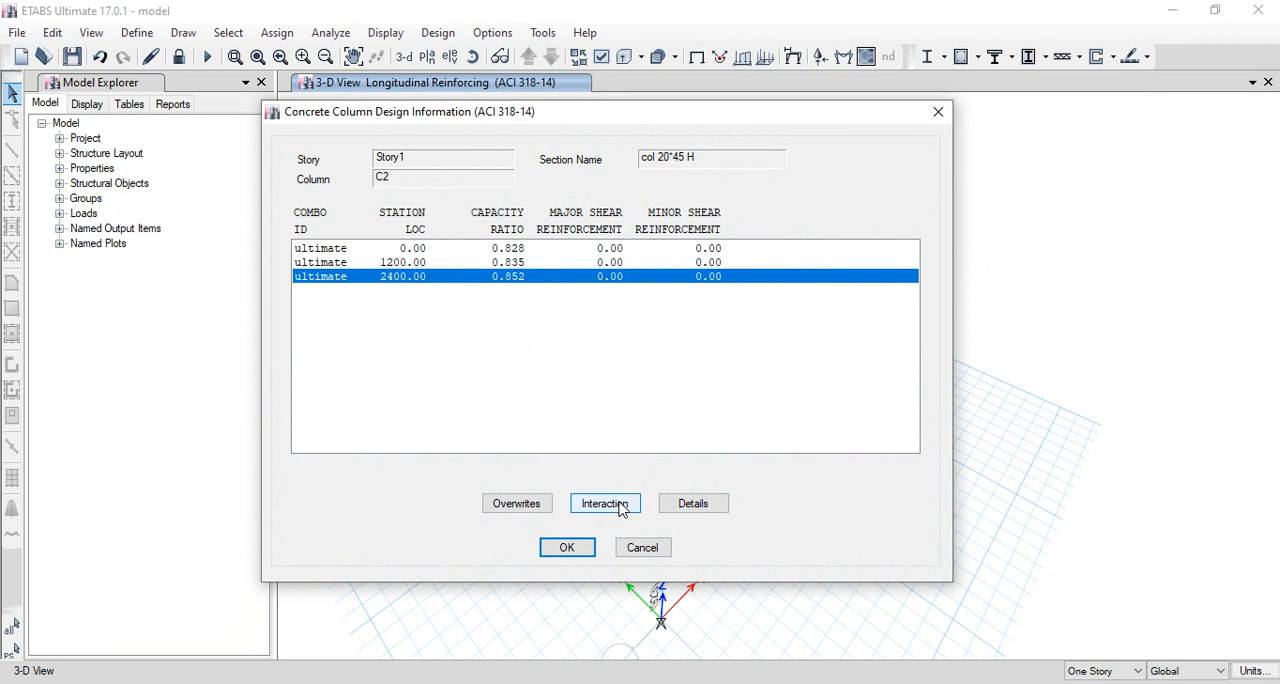 ETABS Ultimate 17.0.1 - model
File Edit View Define Draw Select Assign Analyze Display Design Options Tools Help
3-d nd
Model Explorer
3-D View Longitudinal Reinforcing (ACI 318-14)
Model Display Tables Reports
Model
Project
Structure Layout
Properties
Structural Objects
Groups
Loads
Named Output Items
Named Plots
Concrete Column Design Information (ACI 318-14)
Story Story1 Section Name col 20*45 H
Column C2
COMBO STATION CAPACITY MAJOR SHEAR MINOR SHEAR
ID LOC RATIO REINFORCEMENT REINFORCEMENT
ultimate 0.00 0.828 0.00 0.00
ultimate 1200.00 0.835 0.00 0.00
ultimate 2400.00 0.852 0.00 0.00
Overwrites Interaction Details
OK Cancel
all
PS
3-D View One Story Global Units...